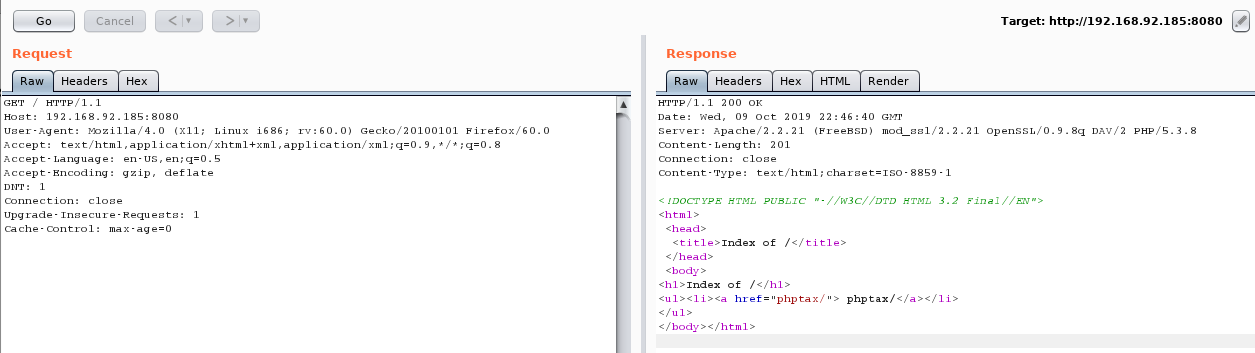 Go Cancel < > Target: http://192.168.92.185:8080
Request
Raw Headers Hex
GET / HTTP/1.1
Host: 192.168.92.185:8080
User-Agent: Mozilla/4.0 (X11; Linux i686; rv:60.0) Gecko/20100101 Firefox/60.0
Accept: text/html,application/xhtml+xml,application/xml;q=0.9,*/*;q=0.8
Accept-Language: en-US,en;q=0.5
Accept-Encoding: gzip, deflate
DNT: 1
Connection: close
Upgrade-Insecure-Requests: 1
Cache-Control: max-age=0
Response
Raw Headers Hex HTML Render
HTTP/1.1 200 OK
Date: Wed, 09 Oct 2019 22:46:40 GMT
Server: Apache/2.2.21 (FreeBSD) mod_ssl/2.2.21 OpenSSL/0.9.8q DAV/2 PHP/5.3.8
Content-Length: 201
Connection: close
Content-Type: text/html;charset=ISO-8859-1
<!DOCTYPE HTML PUBLIC "-//W3C//DTD HTML 3.2 Final//EN">
<html>
<head>
<title>Index of /</title>
</head>
<body>
<h1>Index of /</h1>
<ul><li><a href="phptax/"> phptax/</a></li>
</ul>
</body></html>